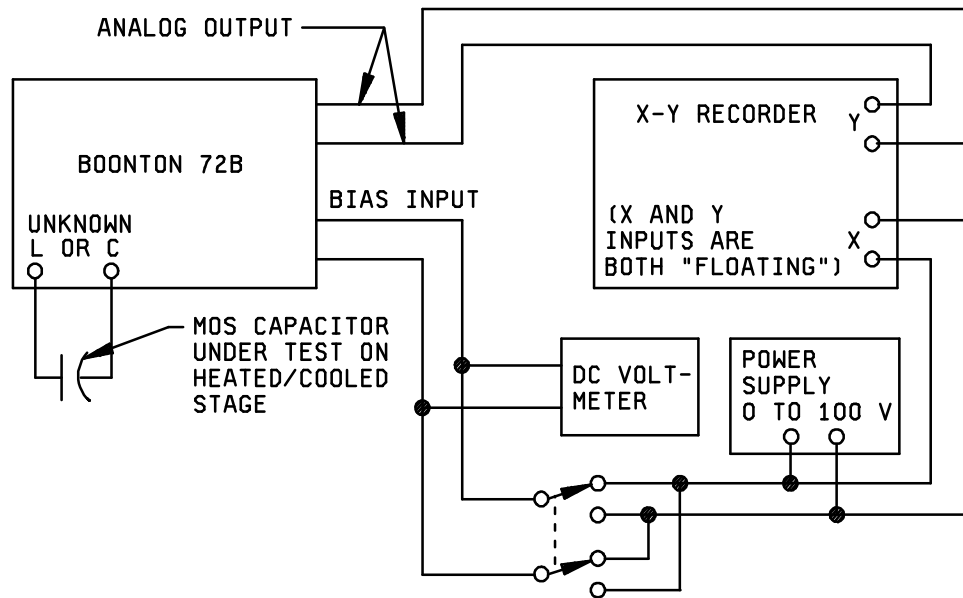 ANALOG OUTPUT
BOONTON 72B
UNKNOWN
L OR C
BIAS INPUT
X-Y RECORDER
Y
(X AND Y
INPUTS ARE
BOTH "FLOATING")
X
MOS CAPACITOR
UNDER TEST ON
HEATED/COOLED
STAGE
DC VOLT-
METER
POWER
SUPPLY
0 TO 100 V